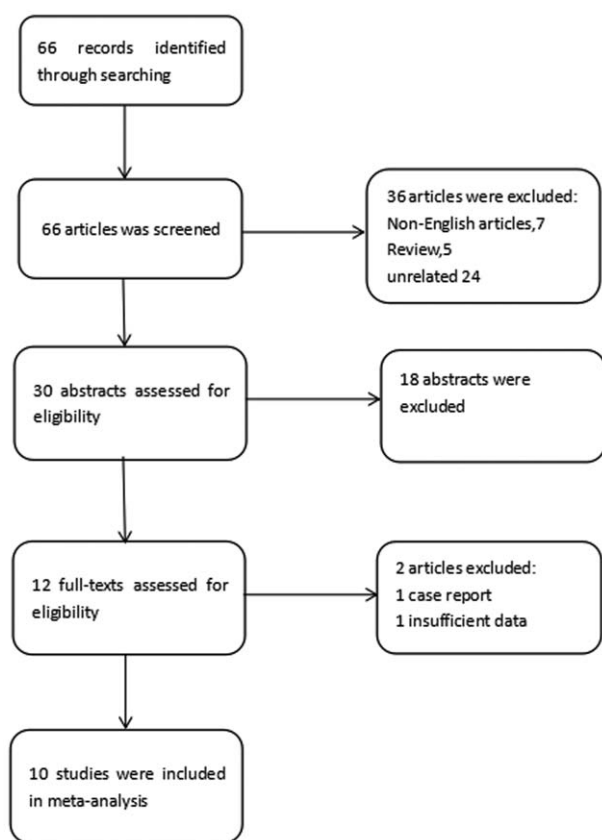 66 records identified
through searching
66 articles was screened
36 articles were excluded:
Non-English articles,7
Review,5
unrelated 24
30 abstracts assessed for
eligibility
18 abstracts were
excluded
12 full-texts assessed for
eligibility
2 articles excluded:
1 case report
1 insufficient data
10 studies were included
in meta-analysis